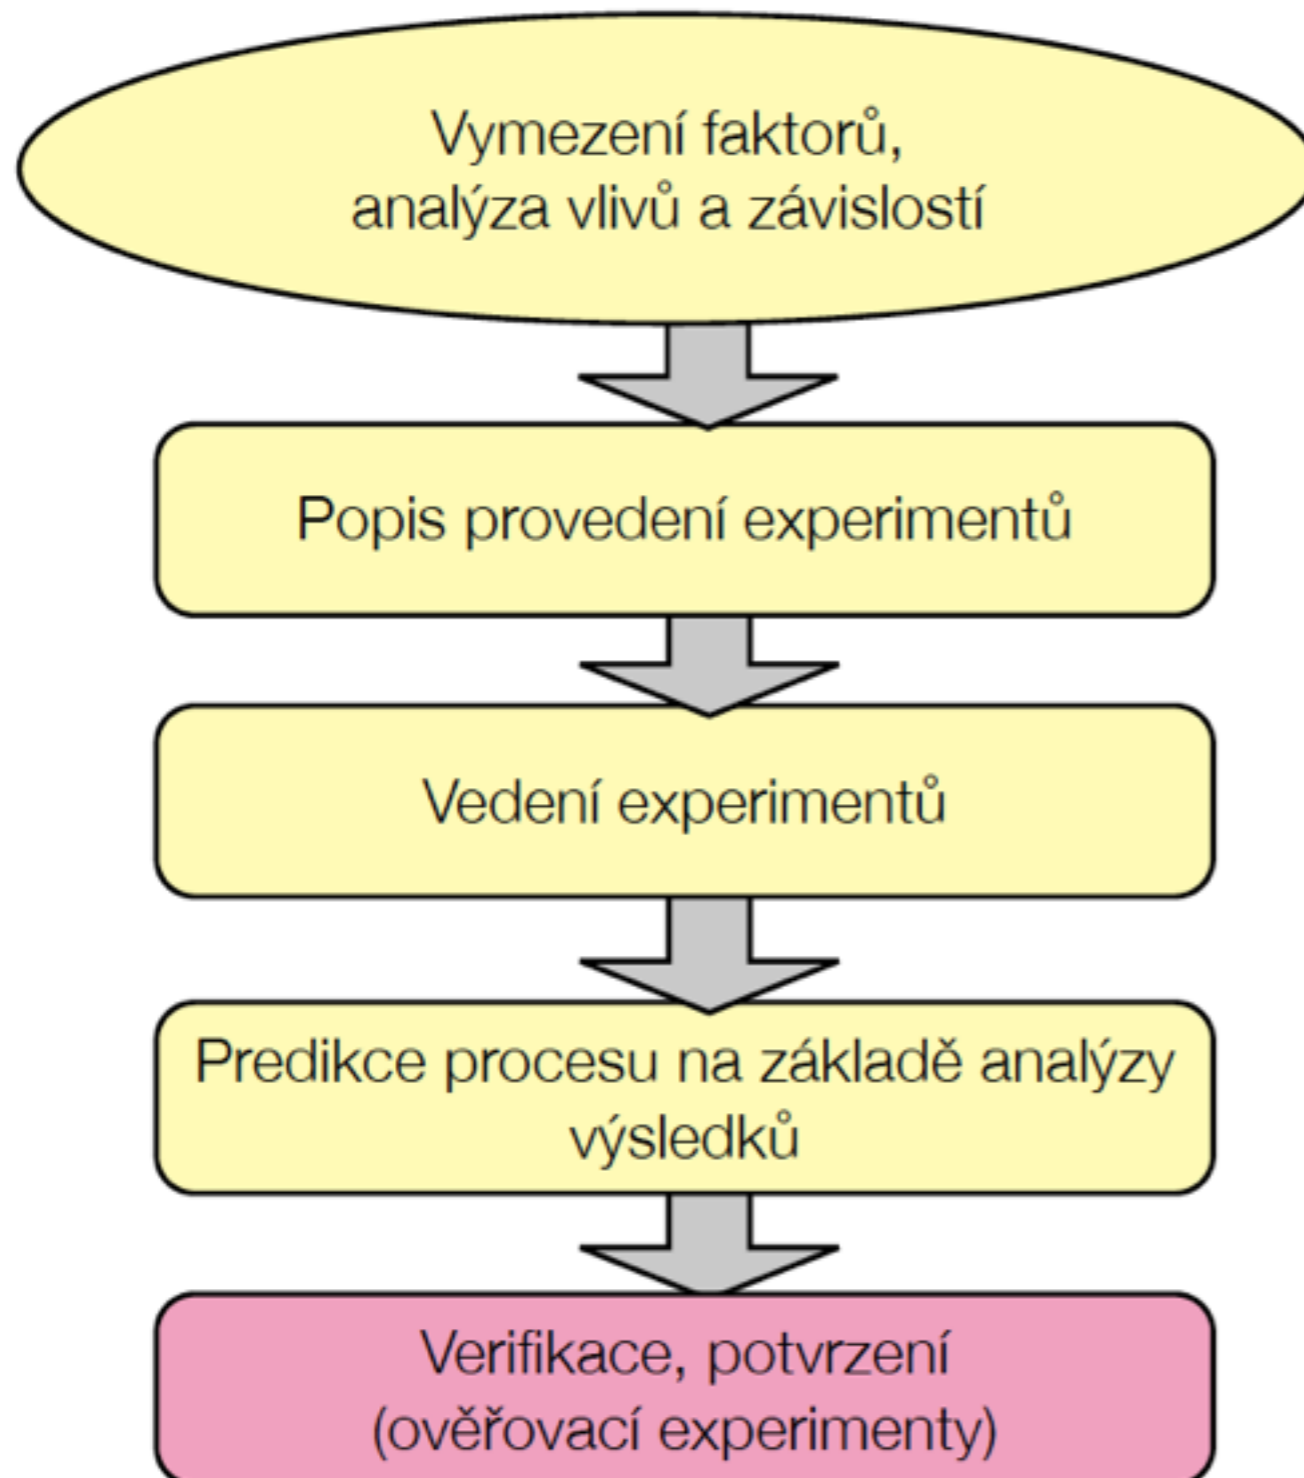 Vymezení faktorů,
analýza vlivů a závislostí
Popis provedení experimentů
Vedení experimentů
Predikce procesu na základě analýzy
výsledků
Verifikace, potvrzení
(ověřovací experimenty)